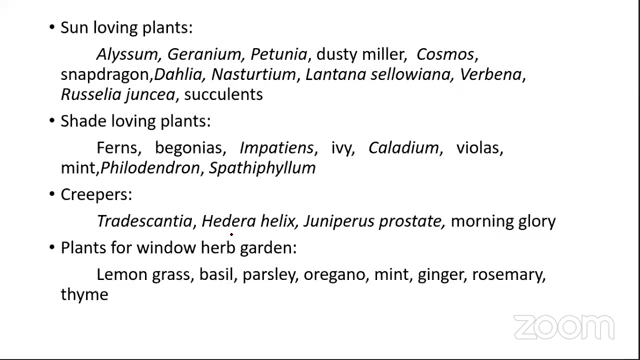 • Sun loving plants:
Alyssum, Geranium, Petunia, dusty miller, Cosmos,
snapdragon,Dahlia, Nasturtium, Lantana sellowiana, Verbena,
Russelia juncea, succulents
• Shade loving plants:
Ferns, begonias, Impatiens, ivy, Caladium, violas,
mint,Philodendron, Spathiphyllum
• Creepers:
Tradescantia, Hedera helix, Juniperus prostate, morning glory
• Plants for window herb garden:
Lemon grass, basil, parsley, oregano, mint, ginger, rosemary,
thyme
zoom